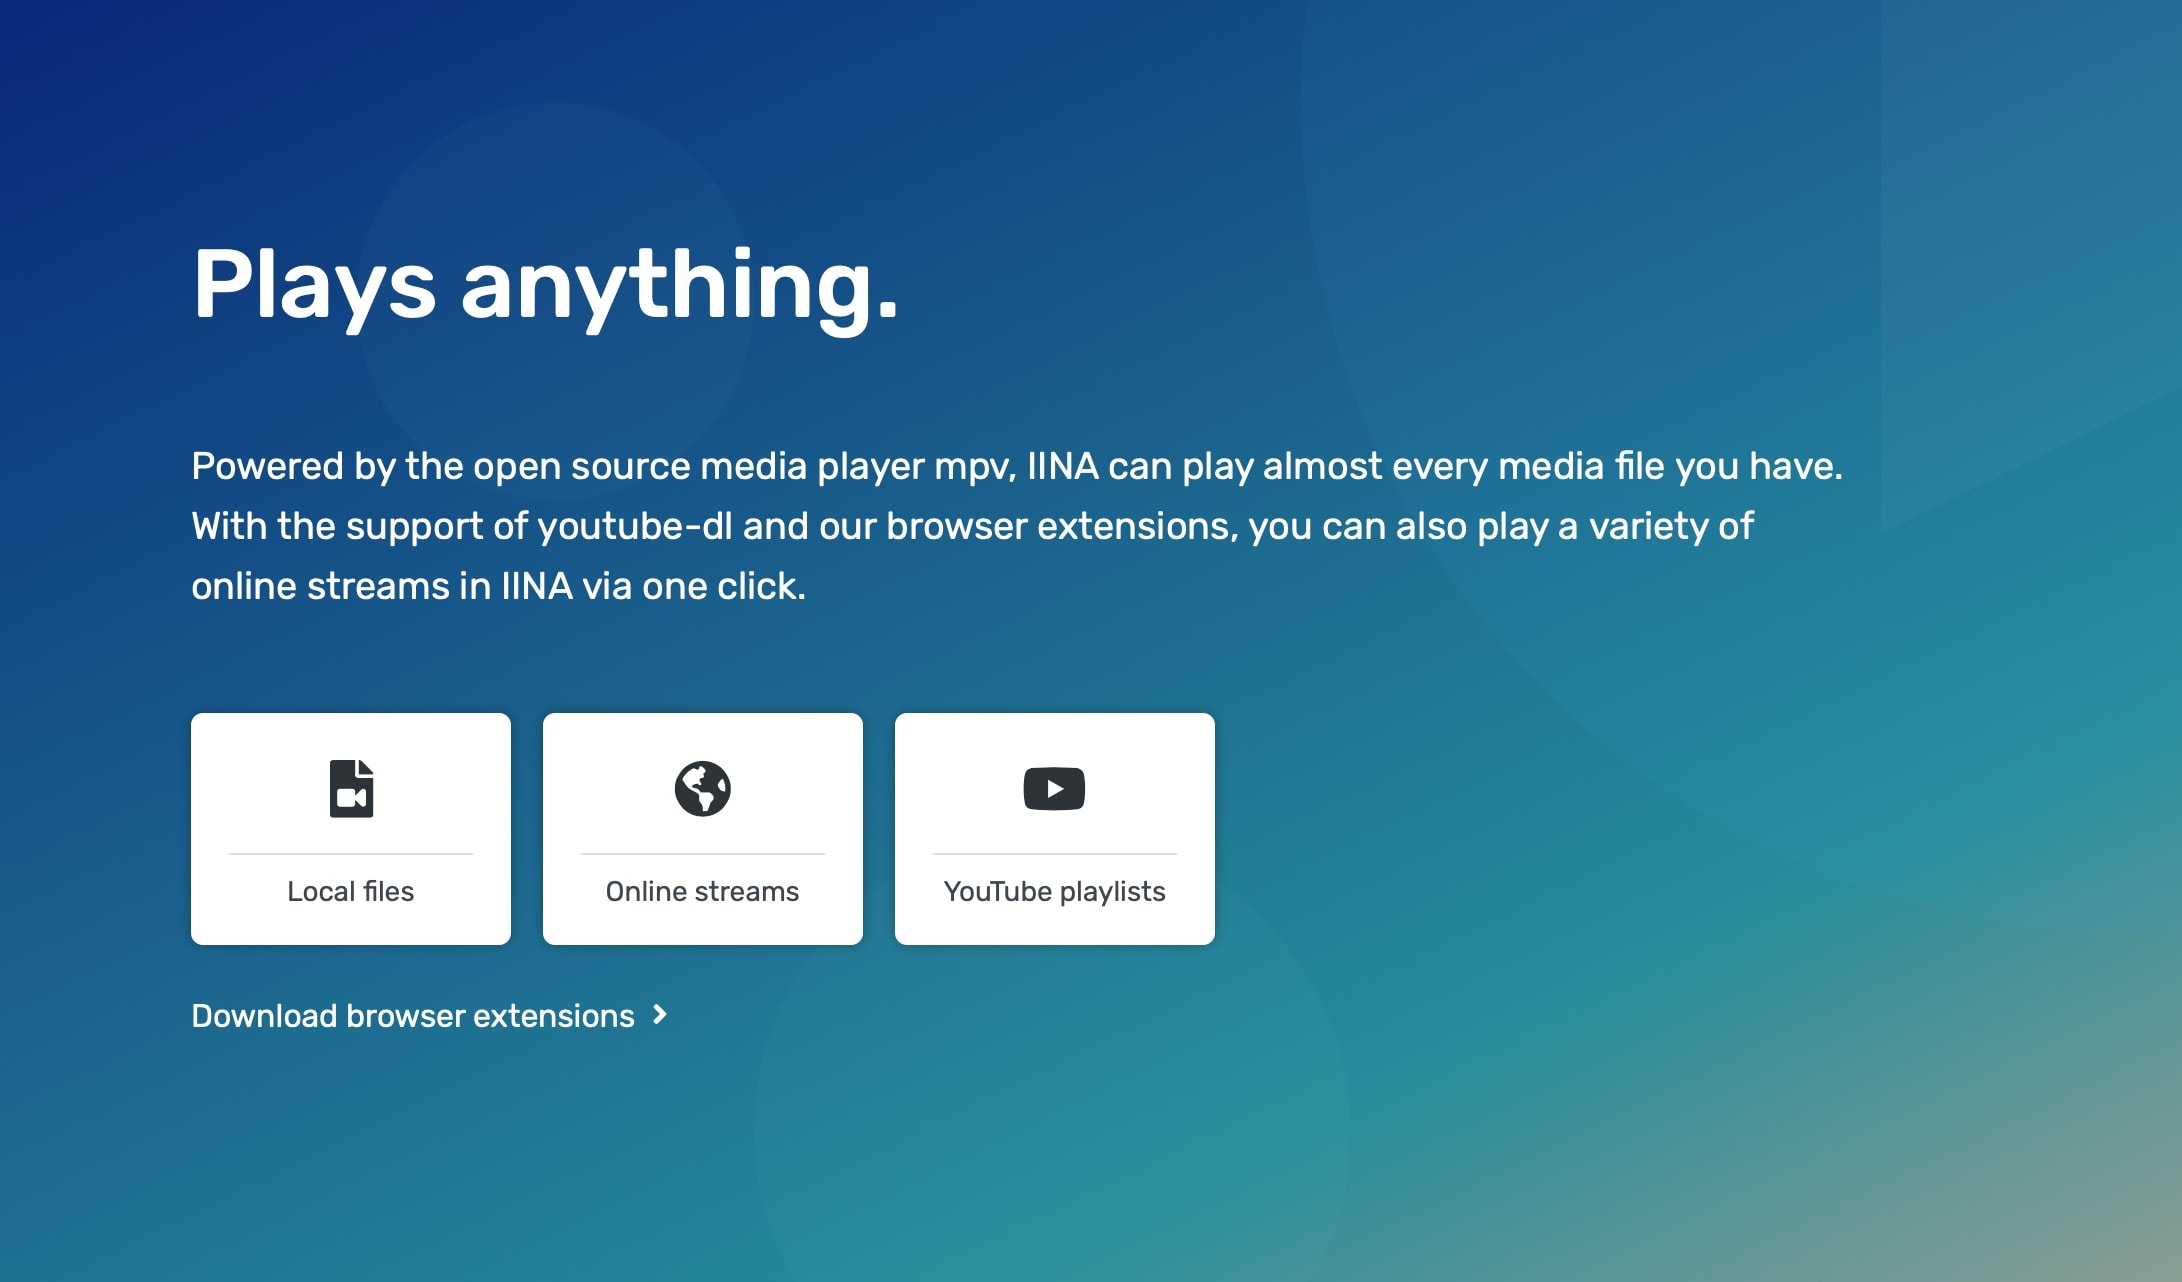 Plays anything.
Powered by the open source media player mpv, IINA can play almost every media file you have.
With the support of youtube-dl and our browser extensions, you can also play a variety of
online streams in IINA via one click.
Local files
Online streams
YouTube playlists
Download browser extensions